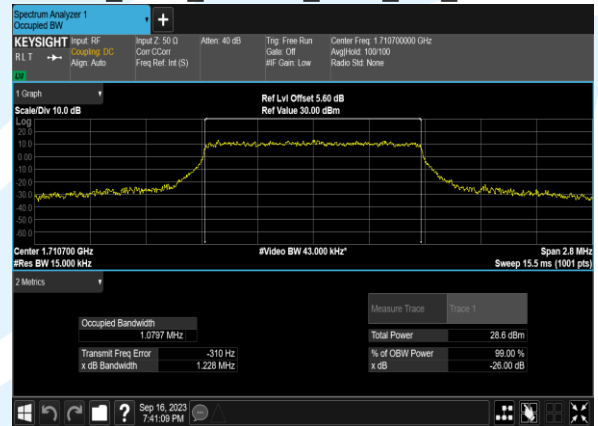 Spectrum Analyzer 1
Occupied BW
+
KEYSIGHT Input: RF Input Z: 50 Ω Atten: 40 dB Trig: Free Run Center Freq: 1.710700000 GHz
RLT Coupling: DC Corr CCorr Gate: Off Avg|Hold: 100/100
Align: Auto Freq Ref: Int (S) #IF Gain: Low Radio Std: None
LV
1 Graph
Ref Lvl Offset 5.60 dB
Scale/Div 10.0 dB Ref Value 30.00 dBm
Log
20.0
10.0
0.00
-10.0
-20.0
-30.0
-40.0
-50.0
-60.0
Center 1.710700 GHz #Video BW 43.000 kHz* Span 2.8 MHz
#Res BW 15.000 kHz Sweep 15.5 ms (1001 pts)
2 Metrics
Measure Trace Trace 1
Occupied Bandwidth
1.0797 MHz Total Power 28.6 dBm
Transmit Freq Error -310 Hz % of OBW Power 99.00 %
x dB Bandwidth 1.228 MHz x dB -26.00 dB
? Sep 16, 2023
7:41:09 PM